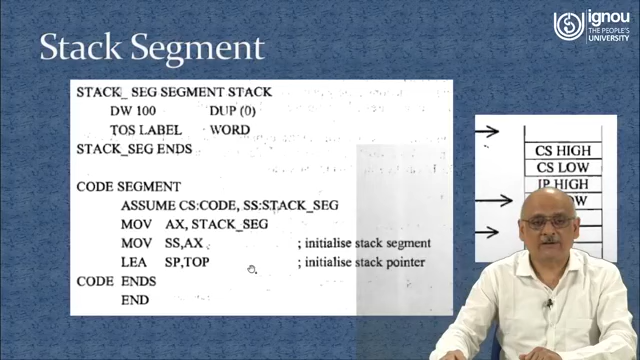 Stack Segment
ignou
THE PEOPLE'S
UNIVERSITY
STACK_ SEG SEGMENT STACK
DW 100 DUP (0)
TOS LABEL WORD
STACK_SEG ENDS
CODE SEGMENT
ASSUME CS:CODE, SS:STACK_SEG
MOV AX, STACK_SEG
MOV SS,AX ; initialise stack segment
LEA SP,TOP ; initialise stack pointer
CODE ENDS
END
CS HIGH
CS LOW
IP HIGH